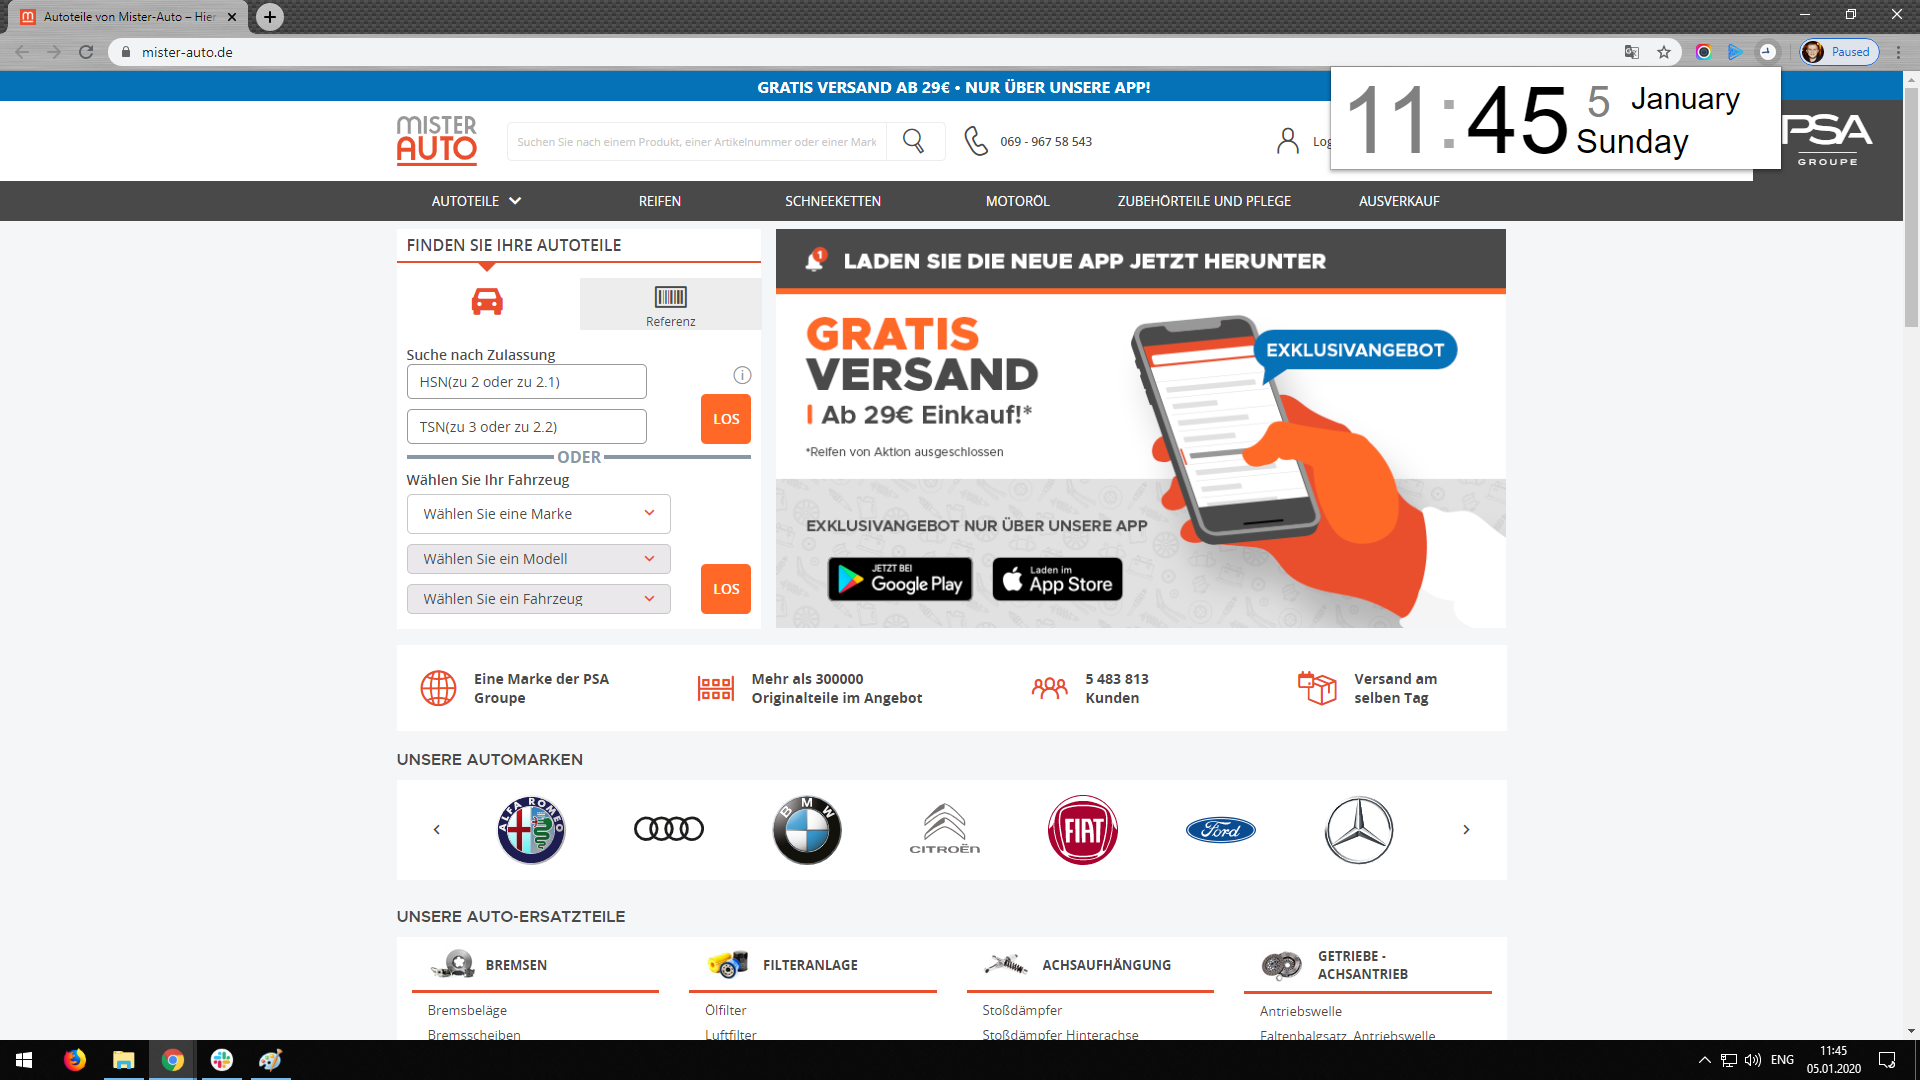 Autoteile von Mister-Auto – Hier
mister-auto.de
Paused
GRATIS VERSAND AB 29€ • NUR ÜBER UNSERE APP!
11:45 5 January
Sunday
MISTER
AUTO
Suchen Sie nach einem Produkt, einer Artikelnummer oder einer Mark
069 - 967 58 543
Log
PSA
GROUPE
AUTOTEILE
REIFEN
SCHNEEKETTEN
MOTORÖL
ZUBEHÖRTEILE UND PFLEGE
AUSVERKAUF
FINDEN SIE IHRE AUTOTEILE
Referenz
Suche nach Zulassung
HSN(zu 2 oder zu 2.1)
TSN(zu 3 oder zu 2.2)
LOS
ODER
Wählen Sie Ihr Fahrzeug
Wählen Sie eine Marke
Wählen Sie ein Modell
Wählen Sie ein Fahrzeug
LOS
1
LADEN SIE DIE NEUE APP JETZT HERUNTER
GRATIS
VERSAND
Ab 29€ Einkauf!*
*Reifen von Aktion ausgeschlossen
EXKLUSIVANGEBOT
EXKLUSIVANGEBOT NUR ÜBER UNSERE APP
JETZT BEI
Google Play
Laden im
App Store
Eine Marke der PSA
Groupe
Mehr als 300000
Originalteile im Angebot
5 483 813
Kunden
Versand am
selben Tag
UNSERE AUTOMARKEN
ALFA ROMEO
BMW
CITROËN
FIAT
Ford
UNSERE AUTO-ERSATZTEILE
BREMSEN
Bremsbeläge
Bremsscheiben
FILTERANLAGE
Ölfilter
Luftfilter
ACHSAUFHÄNGUNG
Stoßdämpfer
Stoßdämpfer Hinterachse
GETRIEBE -
ACHSANTRIEB
Antriebswelle
Faltenbalgsatz, Antriebswelle
ENG
11:45
05.01.2020